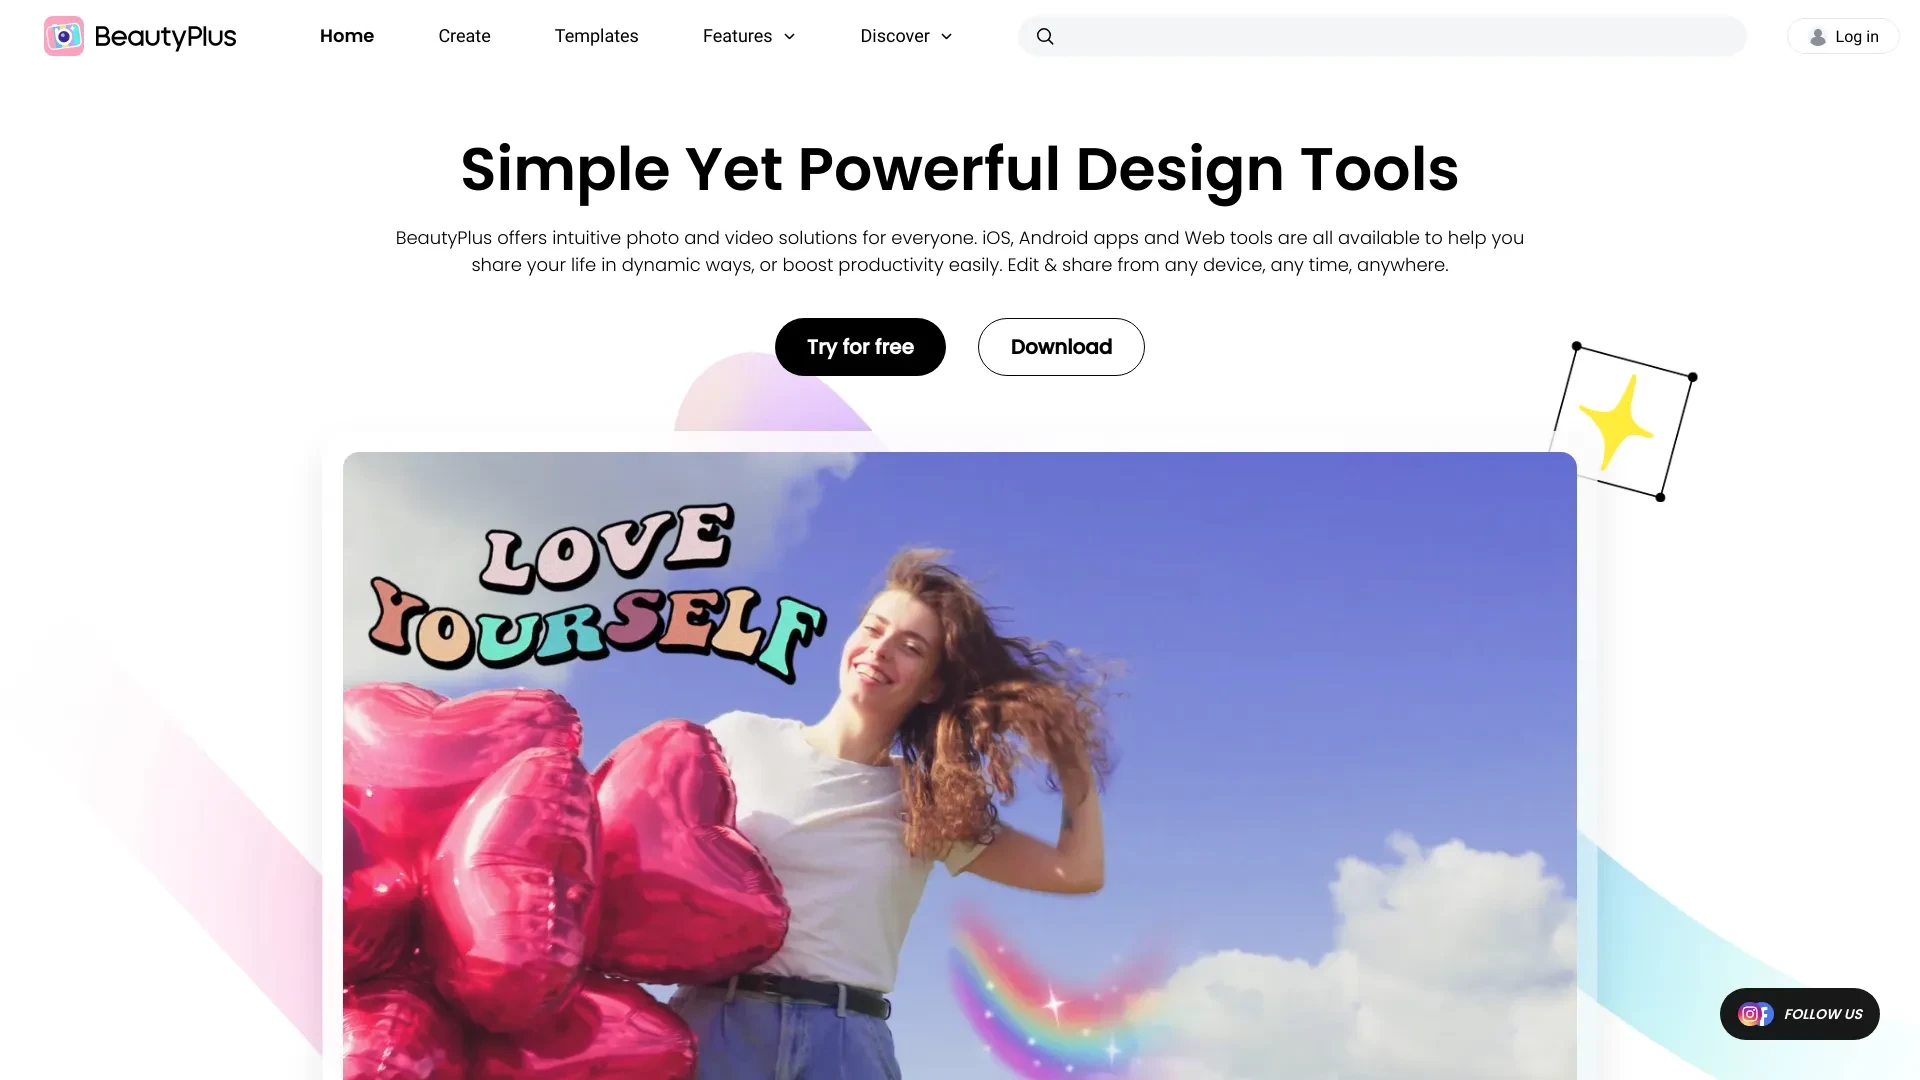 BeautyPlus
Home
Create
Templates
Features
Discover
Log in
Simple Yet Powerful Design Tools
BeautyPlus offers intuitive photo and video solutions for everyone. iOS, Android apps and Web tools are all available to help you
share your life in dynamic ways, or boost productivity easily. Edit & share from any device, any time, anywhere.
Try for free
Download
LOVE
YOURSELF
FOLLOW US